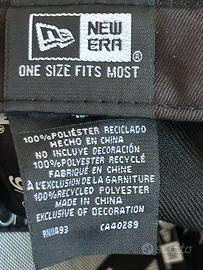 NEW
ERA
®
ONE SIZE FITS MOST
100%POLIÉSTER RECICLADO
HECHO EN CHINA
NO INCLUYE DECORACIÓN
100%POLYESTER RECYCLÉ
FABRIQUÉ EN CHINE
À L'EXCLUSION DE LA GARNITURE
100%RECYCLED POLYESTER
MADE IN CHINA
EXCLUSIVE OF DECORATION
CA40289
subito